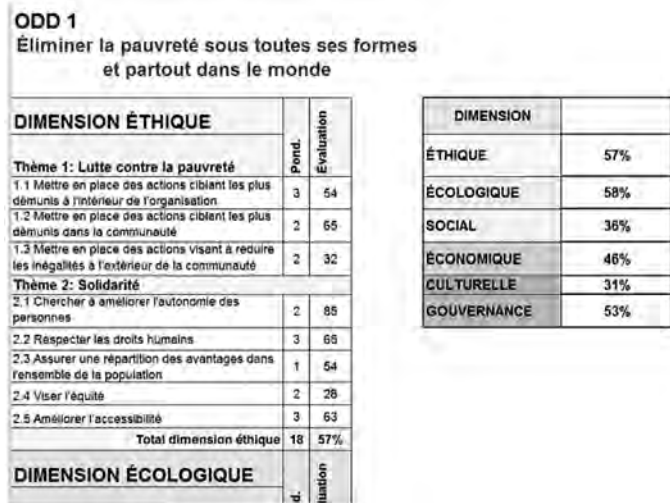 ODD 1
Éliminer la pauvreté sous toutes ses formes
et partout dans le monde
DIMENSION ÉTHIQUE
Pond.
Évaluation
Thème 1: Lutte contre la pauvreté
1.1 Mettre en place des actions ciblant les plus
démunis à l'intérieur de l'organisation
3 54
1.2 Mettre en place des actions ciblant les plus
démunis dans la communauté
2 65
1.3 Mettre en place des actions visant à réduire
les inégalités à l'extérieur de la communauté
2 32
Thème 2: Solidarité
2.1 Chercher à améliorer l'autonomie des
personnes
2 85
2.2 Respecter les droits humains 3 65
2.3 Assurer une répartition des avantages dans
l'ensemble de la population
1 54
2.4 Viser l'équité 2 28
2.5 Améliorer l'accessibilité 3 63
Total dimension éthique 18 57%
DIMENSION ÉCOLOGIQUE
DIMENSION
ÉTHIQUE 57%
ÉCOLOGIQUE 58%
SOCIAL 36%
ÉCONOMIQUE 46%
CULTURELLE 31%
GOUVERNANCE 53%